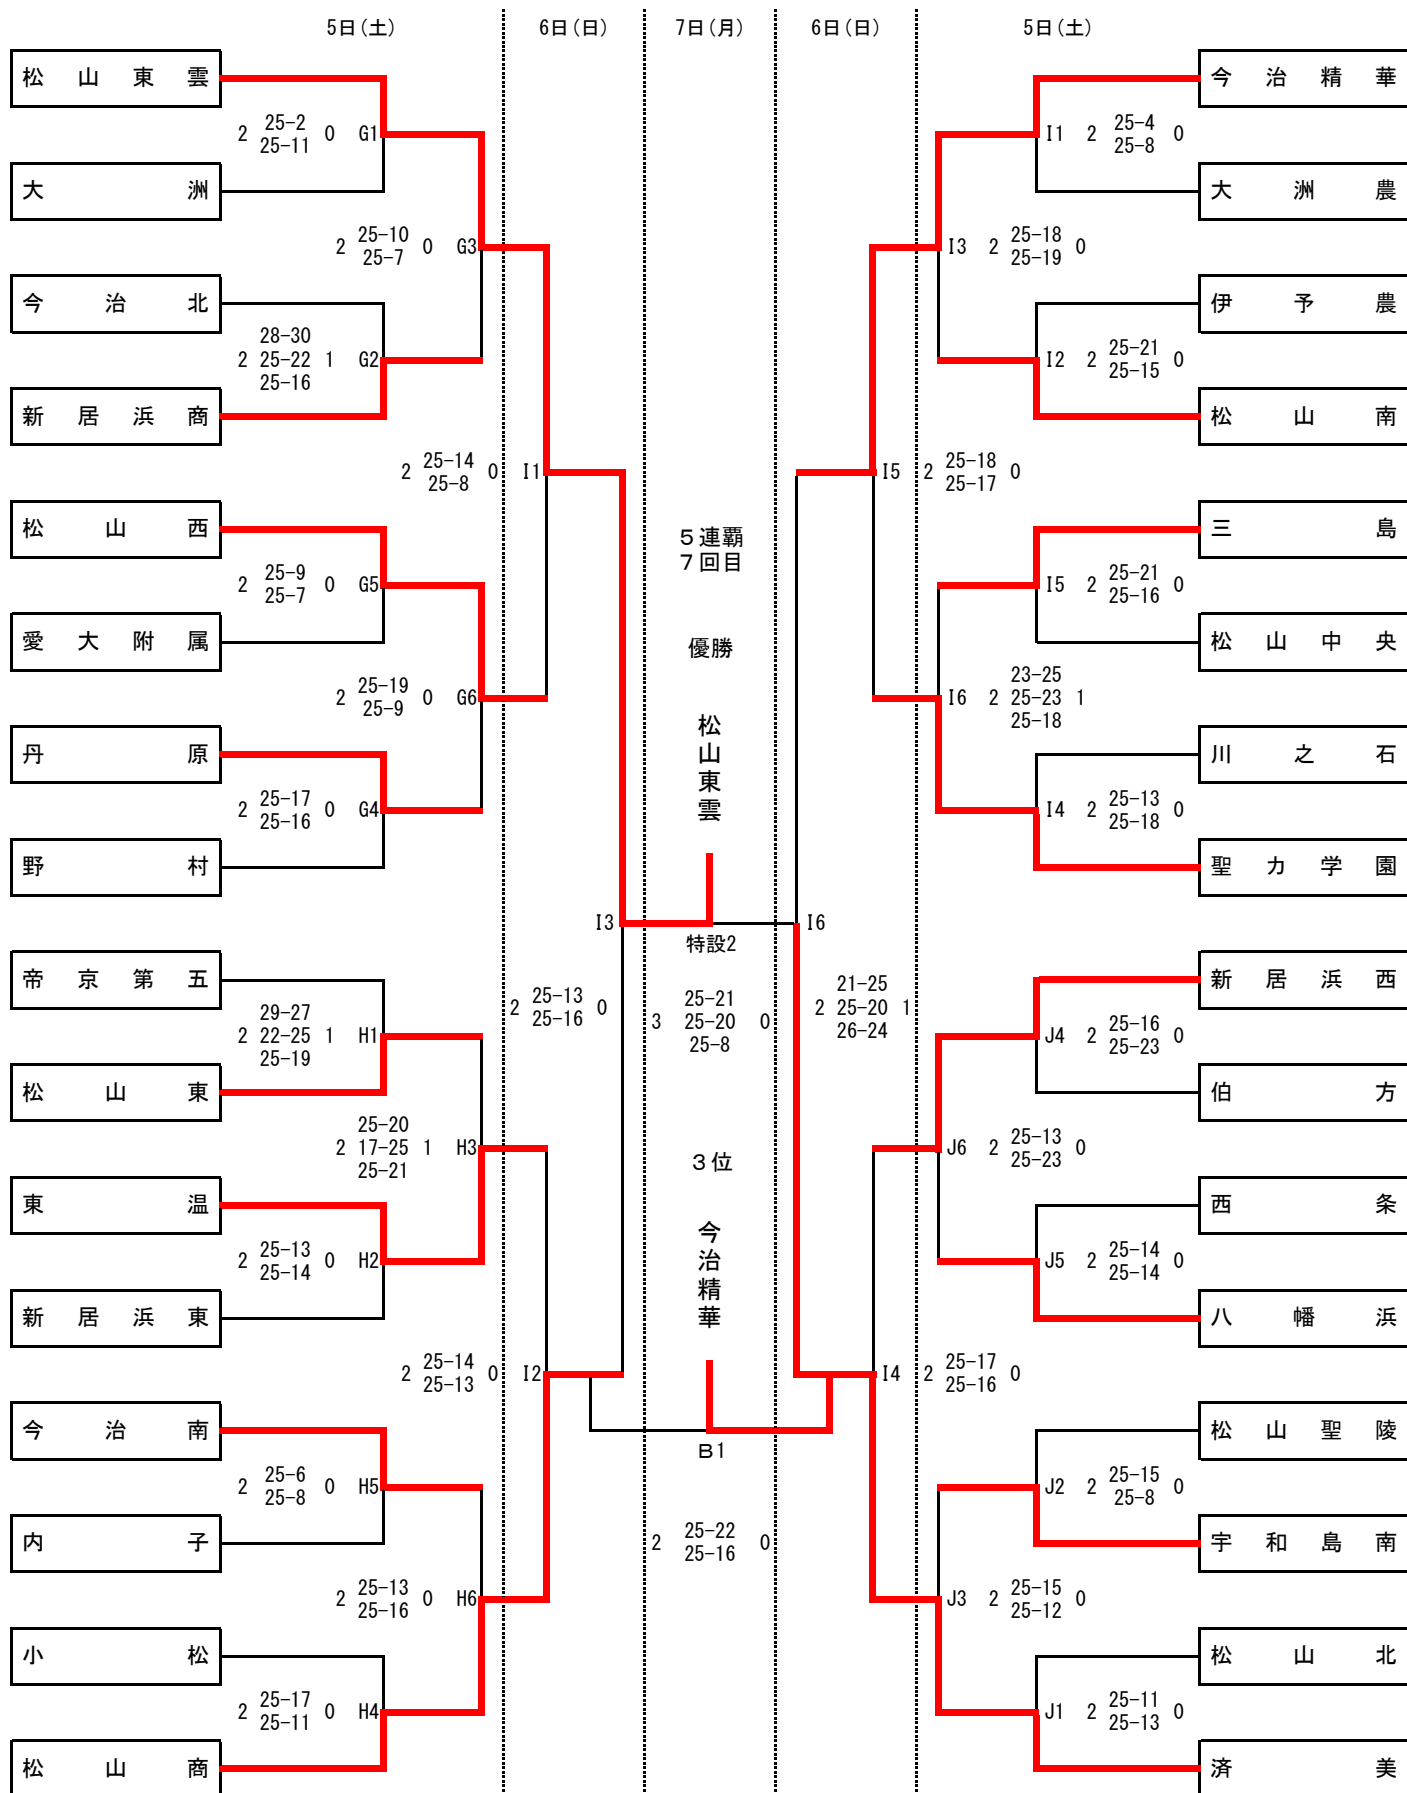 5日(土) 6日(日) 7日(月) 6日(日) 5日(土)
松山東雲
2 25-2 0 G1
25-11
大洲
2 25-10 0 G3
25-7
今治北
28-30
2 25-22 1 G2
25-16
新居浜商
2 25-14 0 I1
25-8
松山西
2 25-9 0 G5
25-7
愛大附属
2 25-19 0 G6
25-9
丹原
2 25-17 0 G4
25-16
野村
I3
2 25-13 0
25-16
帝京第五
29-27
2 22-25 1 H1
25-19
松山東
25-20
2 17-25 1 H3
25-21
東温
2 25-13 0 H2
25-14
新居浜東
2 25-14 0 I2
25-13
今治南
2 25-6 0 H5
25-8
内子
2 25-13 0 H6
25-16
小松
2 25-17 0 H4
25-11
松山商
5連覇
7回目
優勝
松山東雲
特設2
25-21
3 25-20 0
25-8
3位
今治精華
B1
2 25-22 0
25-16
今治精華
I1 2 25-4 0
25-8
大洲農
I3 2 25-18 0
25-19
伊予農
I2 2 25-21 0
25-15
松山南
I5 2 25-18 0
25-17
三島
I5 2 25-21 0
25-16
松山中央
23-25
I6 2 25-23 1
25-18
川之石
I4 2 25-13 0
25-18
聖カ学園
I6
21-25
2 25-20 1
26-24
新居浜西
J4 2 25-16 0
25-23
伯方
J6 2 25-13 0
25-23
西条
J5 2 25-14 0
25-14
八幡浜
I4 2 25-17 0
25-16
松山聖陵
J2 2 25-15 0
25-8
宇和島南
J3 2 25-15 0
25-12
松山北
J1 2 25-11 0
25-13
済美